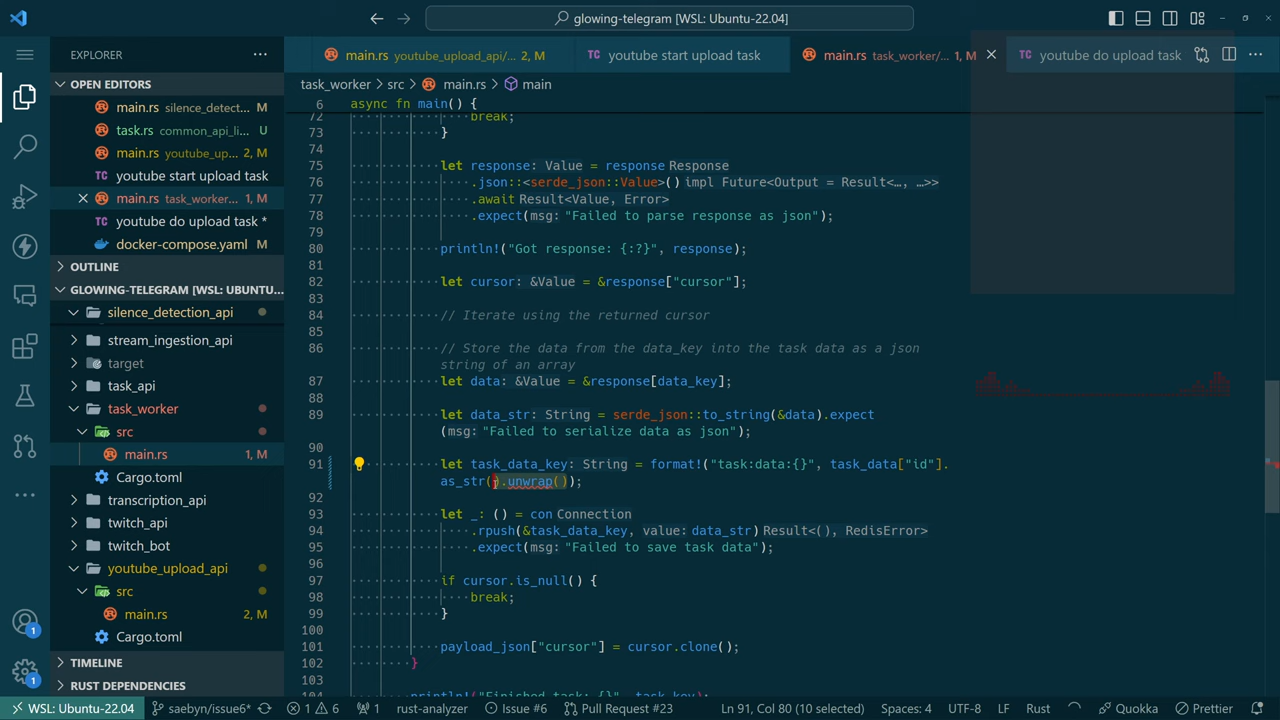 glowing-telegram [WSL: Ubuntu-22.04]
EXPLORER
main.rs youtube_upload_api/... 2, M
youtube start upload task
main.rs task_worker/... 1, M
youtube do upload task
OPEN EDITORS
main.rs silence_detect... M
task.rs common_api_li... U
main.rs youtube_up... 2, M
youtube start upload task
main.rs task_worker... 1, M
youtube do upload task *
docker-compose.yaml M
OUTLINE
GLOWING-TELEGRAM [WSL: UBUNTU...
silence_detection_api
stream_ingestion_api
target
task_api
task_worker
src
main.rs 1, M
Cargo.toml
transcription_api
twitch_api
twitch_bot
youtube_upload_api
src
main.rs 2, M
Cargo.toml
TIMELINE
RUST DEPENDENCIES
task_worker > src > main.rs > main
6 async fn main() {
72 break;
73 }
74
75 let response: Value = response Response
76 .json::<serde_json::Value>() impl Future<Output = Result<…, …>>
77 .await Result<Value, Error>
78 .expect(msg: "Failed to parse response as json");
79
80 println!("Got response: {:?}", response);
81
82 let cursor: &Value = &response["cursor"];
83
84 // Iterate using the returned cursor
85
86 // Store the data from the data_key into the task data as a json
string of an array
87 let data: &Value = &response[data_key];
88
89 let data_str: String = serde_json::to_string(&data).expect
(msg: "Failed to serialize data as json");
90
91 let task_data_key: String = format!("task:data:{}", task_data["id"].
as_str().unwrap());
92
93 let _: () = con Connection
94 .rpush(&task_data_key, value: data_str) Result<(), RedisError>
95 .expect(msg: "Failed to save task data");
96
97 if cursor.is_null() {
98 break;
99 }
100
101 payload_json["cursor"] = cursor.clone();
102 }
103
104 println!("Finished task: {}", task_key);
1
1
WSL: Ubuntu-22.04
saebyn/issue6*
1 6
1
rust-analyzer
Issue #6
Pull Request #23
Ln 91, Col 80 (10 selected)
Spaces: 4
UTF-8
LF
Rust
Quokka
Prettier